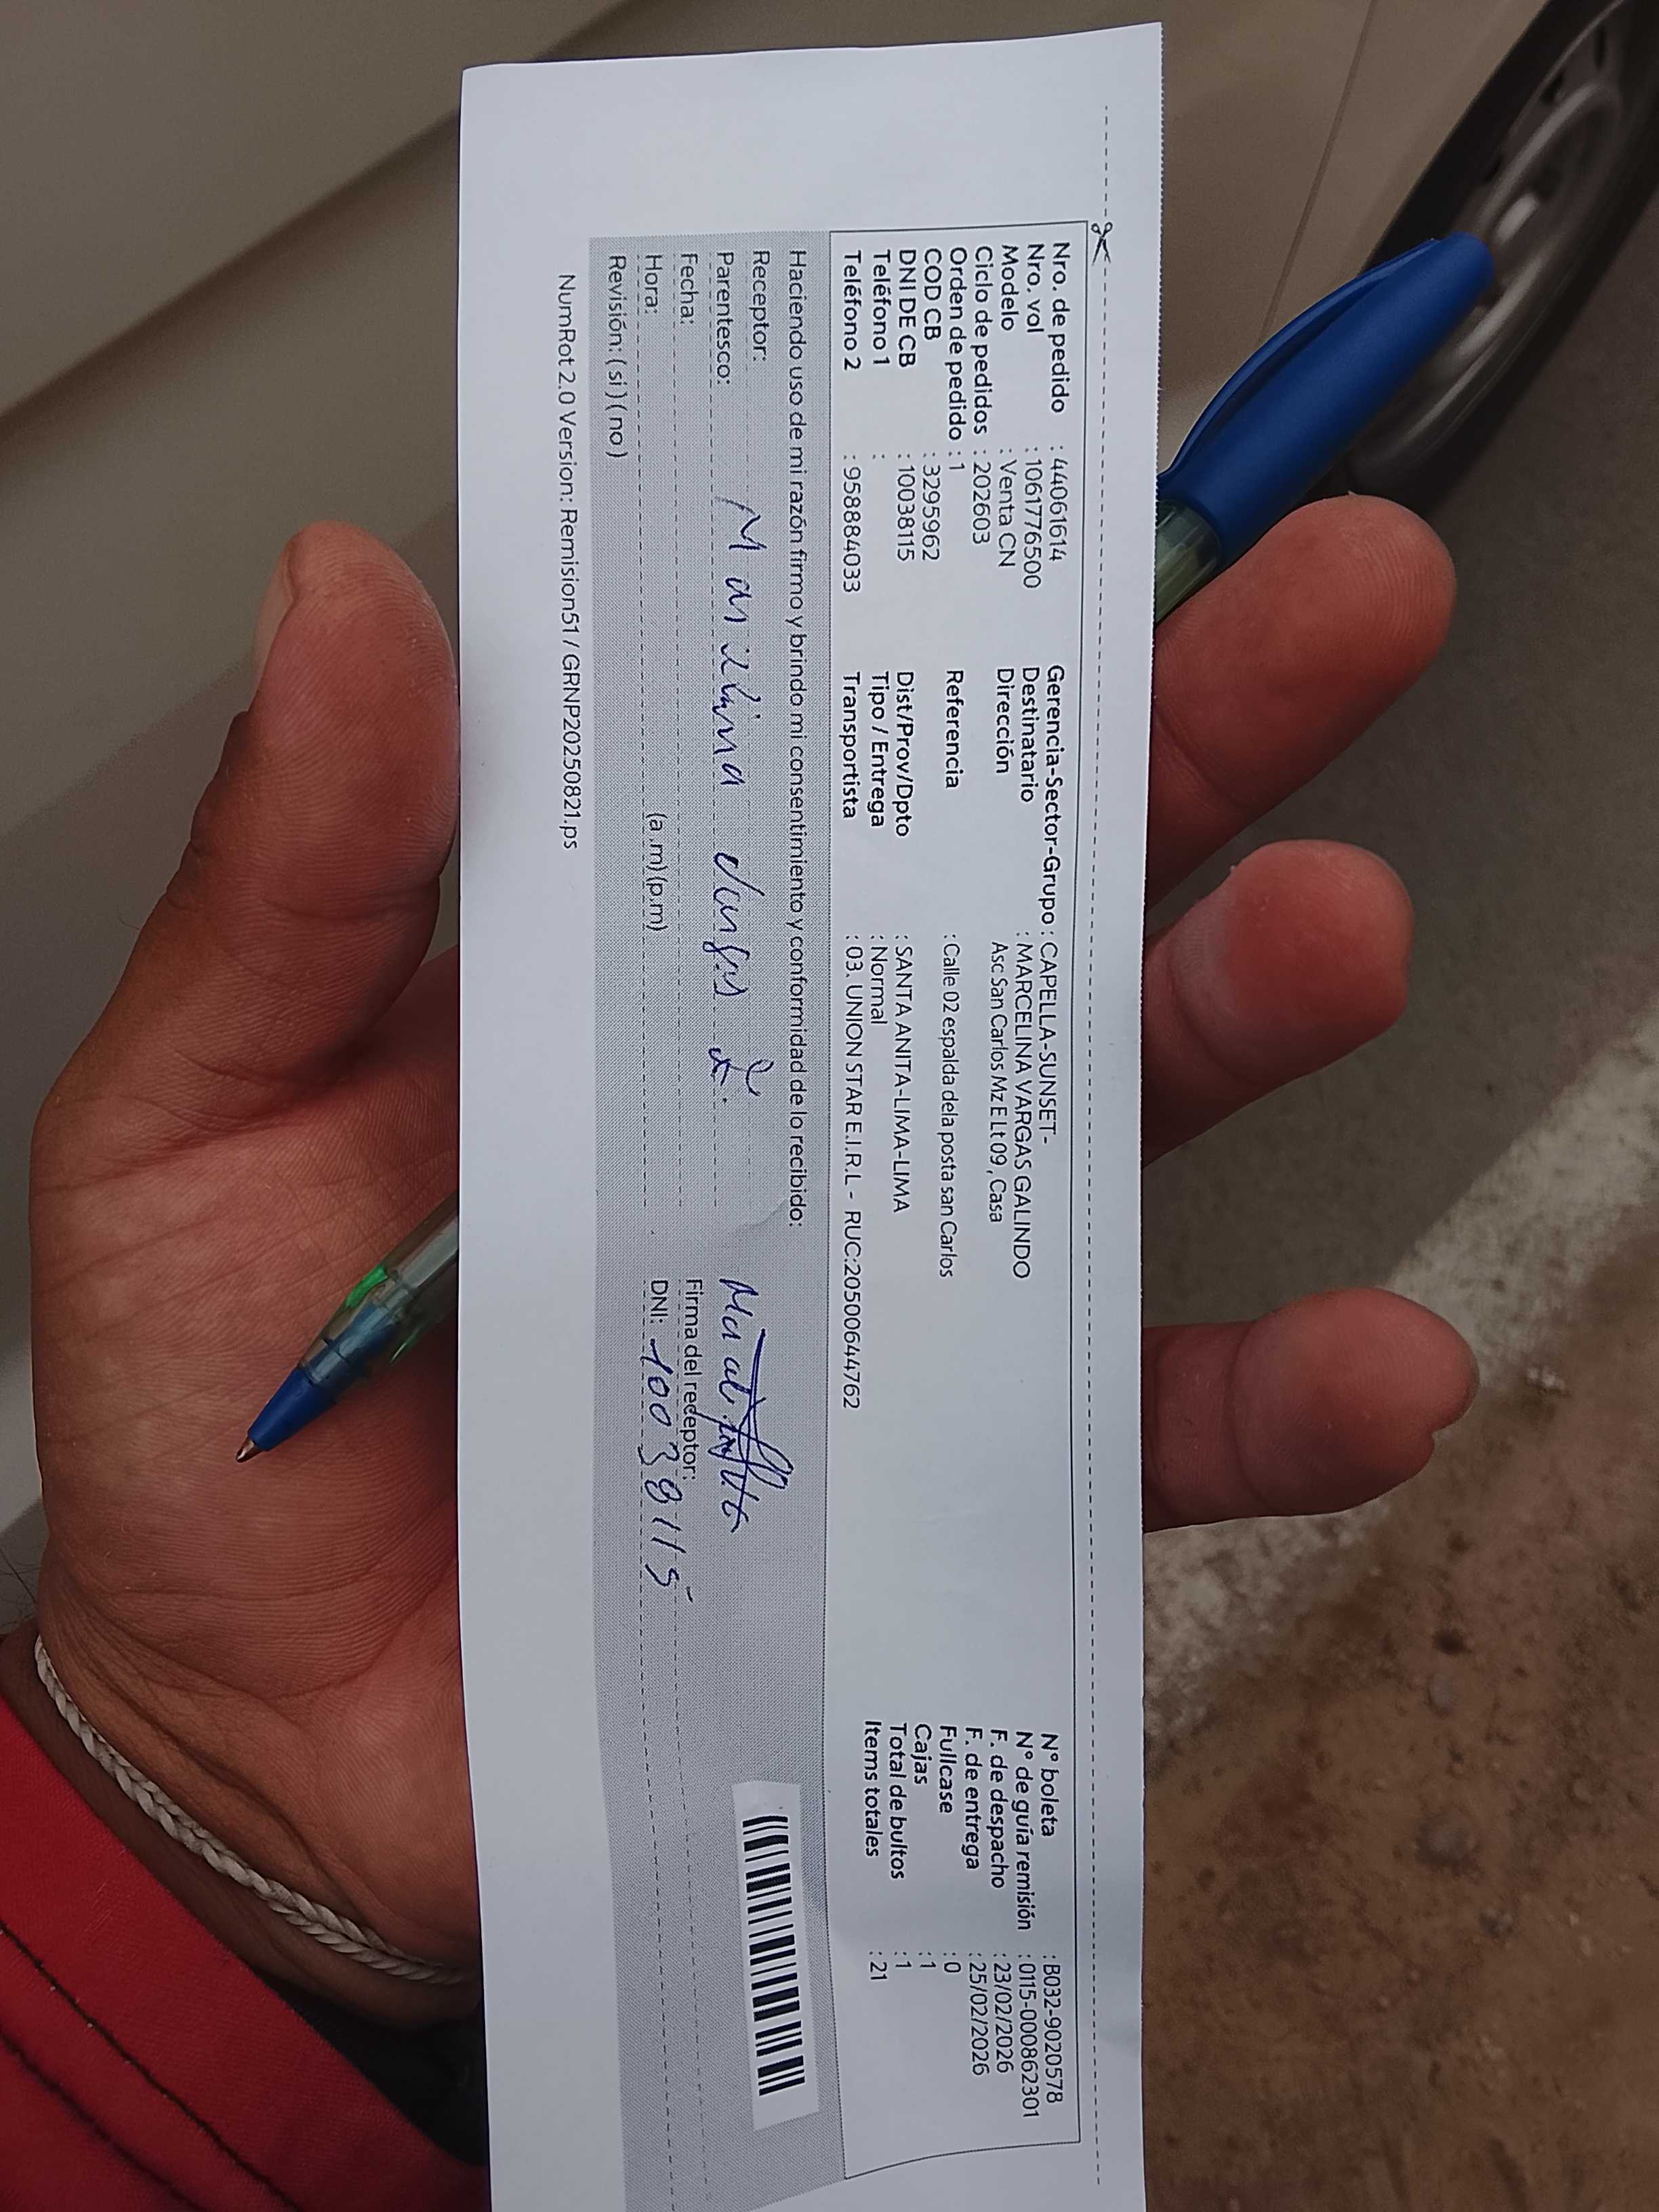 Nro. de pedido : 44061614
Nro. vol : 1061776500
Modelo : Venta CN
Ciclo de pedidos : 202603
Orden de pedido : 1
COD CB : 3295962
DNI DE CB : 10038115
Teléfono 1 :
Teléfono 2 : 958884033
Gerencia-Sector-Grupo : CAPELLA-SUNSET-
Destinatario : MARCELINA VARGAS GALINDO
Dirección Asc San Carlos Mz E Lt 09 , Casa
Referencia : Calle 02 espalda dela posta san Carlos
Dist/Prov/Dpto : SANTA ANITA-LIMA-LIMA
Tipo / Entrega : Normal
Transportista : 03. UNION STAR E.I.R.L - RUC:20500644762
N° boleta : B032-9020578
N° de guía remisión : 0115-000862301
F. de despacho : 23/02/2026
F. de entrega : 25/02/2026
Fullcase : 0
Cajas : 1
Total de bultos : 1
Items totales : 21
Haciendo uso de mi razón firmo y brindo mi consentimiento y conformidad de lo recibido:
Receptor:
Parentesco:
Fecha:
Hora: (a.m) (p.m)
Revisión: ( si ) ( no )
Firma del receptor:
DNI: 10038115
NumRot 2.0 Version: Remision51 / GRNP20250821.ps